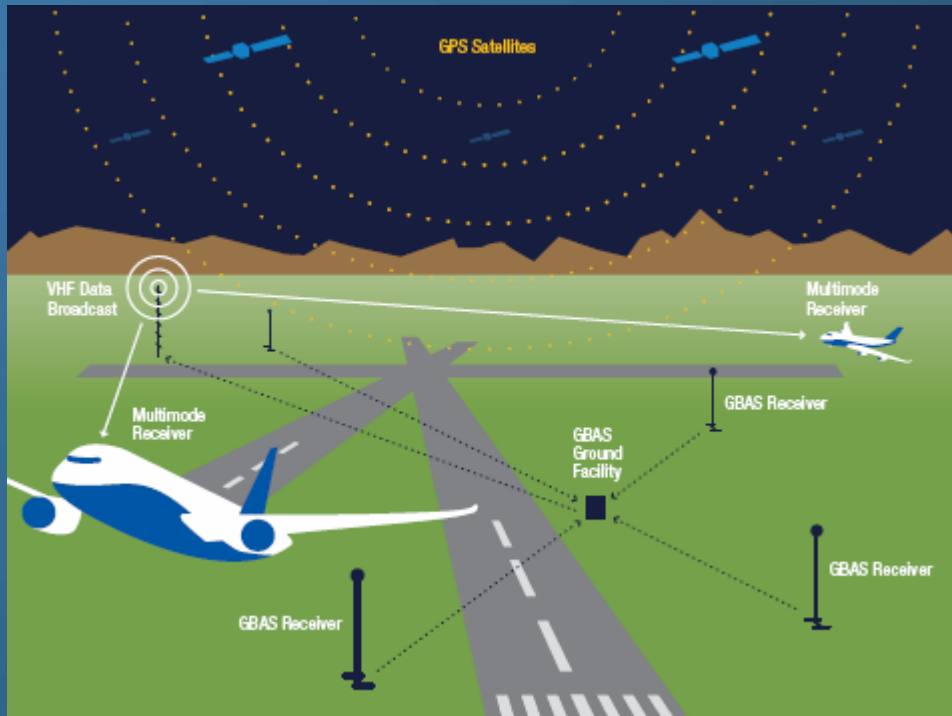 GPS Satellites
VHF Data
Broadcast
Multimode
Receiver
GBAS Receiver
Multimode
Receiver
GBAS
Ground
Facility
GBAS Receiver
GBAS Receiver